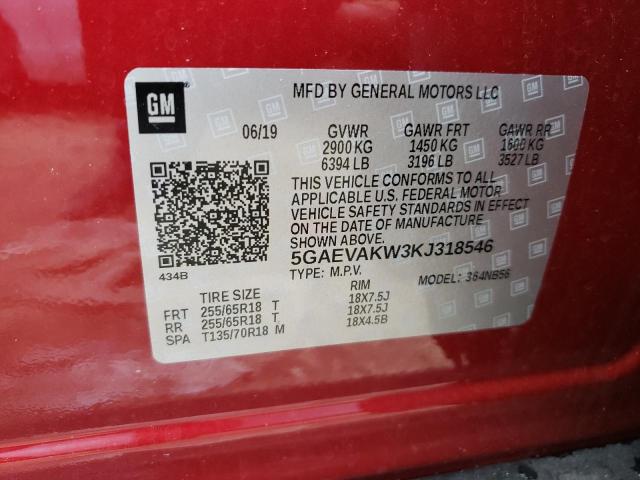 GM
MFD BY GENERAL MOTORS LLC
06/19 GVWR GAWR FRT GAWR RR
2900 KG 1450 KG 1600 KG
6394 LB 3196 LB 3527 LB
THIS VEHICLE CONFORMS TO ALL
APPLICABLE U.S. FEDERAL MOTOR
VEHICLE SAFETY STANDARDS IN EFFECT
ON THE DATE OF MANUFACTURE
5GAEVAKW3KJ318546
434B
TYPE: M.P.V. MODEL: 364NB56
TIRE SIZE RIM
FRT 255/65R18 T 18X7.5J
RR 255/65R18 T 18X7.5J
SPA T135/70R18 M 18X4.5B